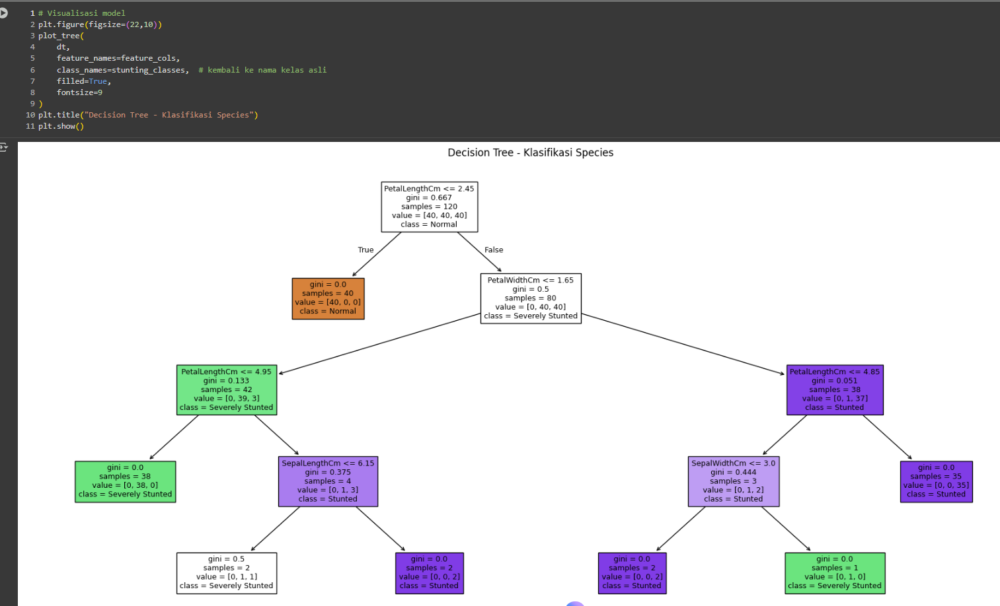 1 # Visualisasi model
2 plt.figure(figsize=(22,10))
3 plot_tree(
4     dt,
5     feature_names=feature_cols,
6     class_names=stunting_classes,  # kembali ke nama kelas asli
7     filled=True,
8     fontsize=9
9 )
10 plt.title("Decision Tree - Klasifikasi Species")
11 plt.show()
Decision Tree - Klasifikasi Species
PetalLengthCm <= 2.45
gini = 0.667
samples = 120
value = [40, 40, 40]
class = Normal
True
False
gini = 0.0
samples = 40
value = [40, 0, 0]
class = Normal
PetalWidthCm <= 1.65
gini = 0.5
samples = 80
value = [0, 40, 40]
class = Severely Stunted
PetalLengthCm <= 4.95
gini = 0.133
samples = 42
value = [0, 39, 3]
class = Severely Stunted
PetalLengthCm <= 4.85
gini = 0.051
samples = 38
value = [0, 1, 37]
class = Stunted
gini = 0.0
samples = 38
value = [0, 38, 0]
class = Severely Stunted
SepalLengthCm <= 6.15
gini = 0.375
samples = 4
value = [0, 1, 3]
class = Stunted
SepalWidthCm <= 3.0
gini = 0.444
samples = 3
value = [0, 1, 2]
class = Stunted
gini = 0.0
samples = 35
value = [0, 0, 35]
class = Stunted
gini = 0.5
samples = 2
value = [0, 1, 1]
class = Severely Stunted
gini = 0.0
samples = 2
value = [0, 0, 2]
class = Stunted
gini = 0.0
samples = 2
value = [0, 0, 2]
class = Stunted
gini = 0.0
samples = 1
value = [0, 1, 0]
class = Severely Stunted